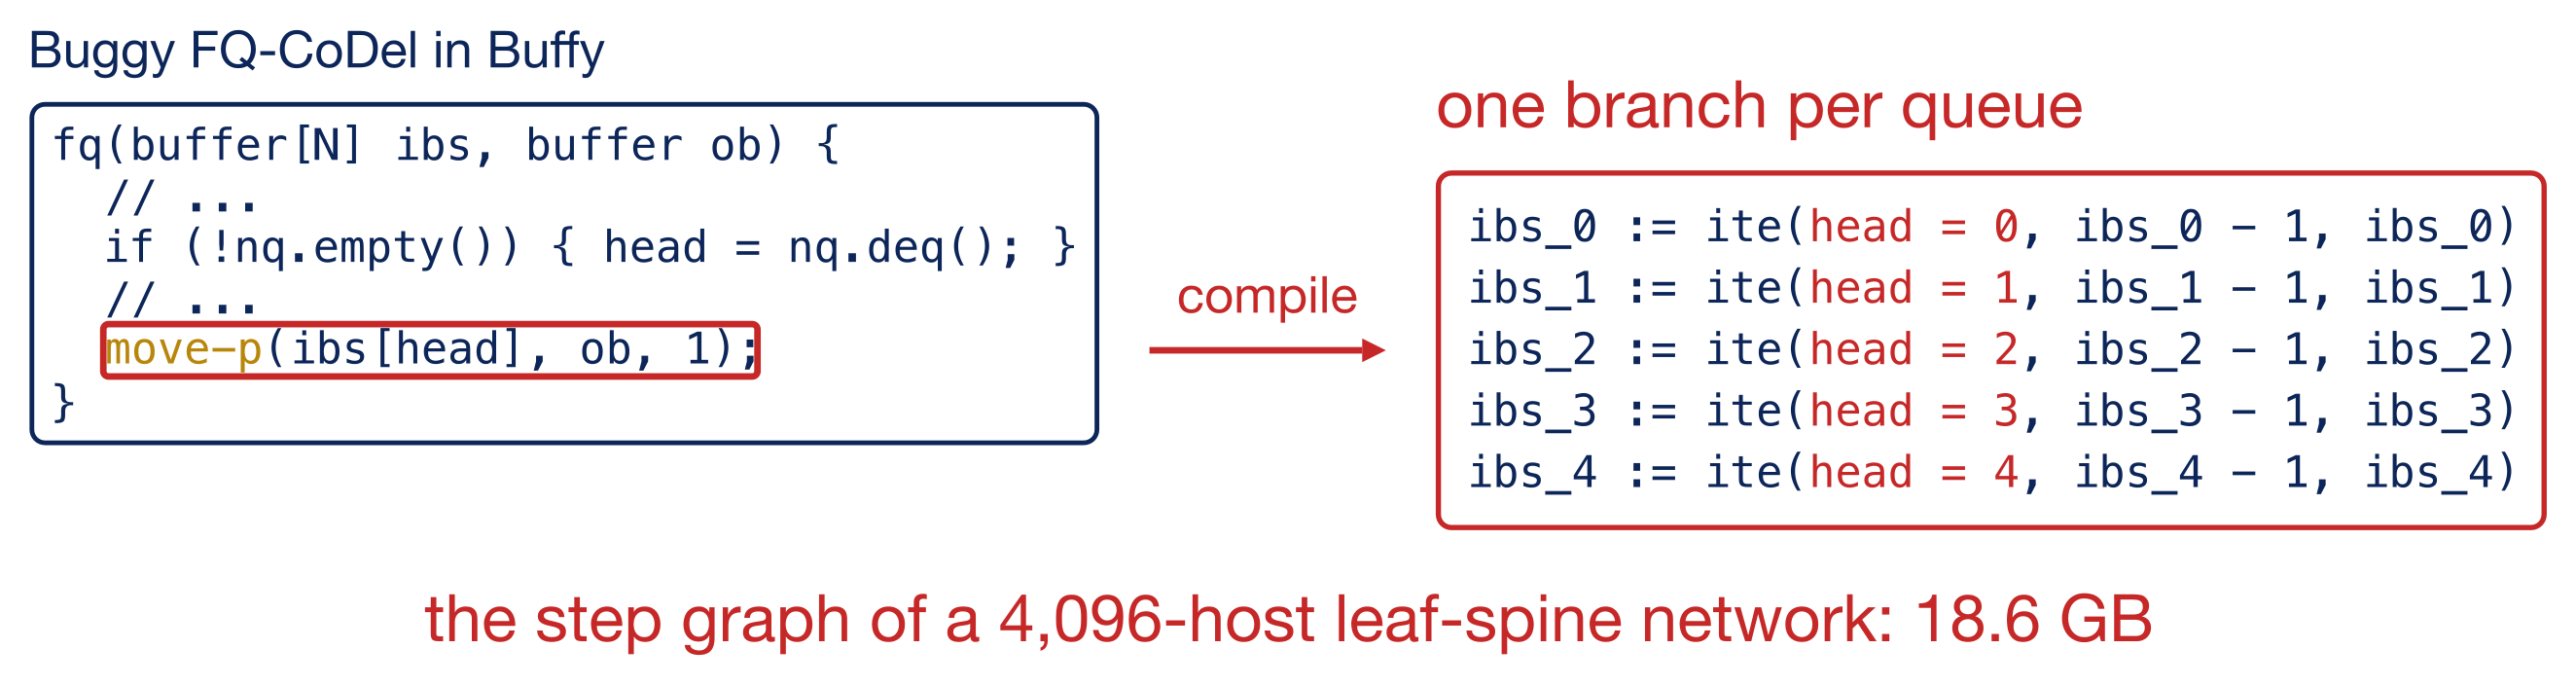 Buggy FQ-CoDel in Buffy
fq(buffer[N] ibs, buffer ob) {
// ...
if (!nq.empty()) { head = nq.deq(); }
// ...
move-p(ibs[head], ob, 1);
}
compile
one branch per queue
ibs_0 := ite(head = 0, ibs_0 - 1, ibs_0)
ibs_1 := ite(head = 1, ibs_1 - 1, ibs_1)
ibs_2 := ite(head = 2, ibs_2 - 1, ibs_2)
ibs_3 := ite(head = 3, ibs_3 - 1, ibs_3)
ibs_4 := ite(head = 4, ibs_4 - 1, ibs_4)
the step graph of a 4,096-host leaf-spine network: 18.6 GB